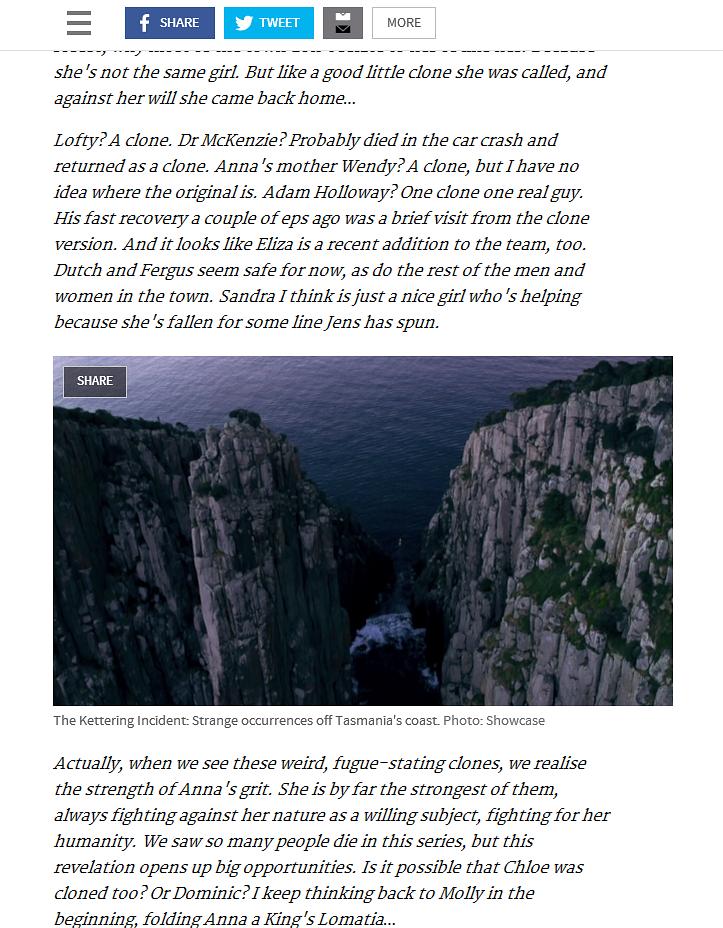 SHARE
TWEET
MORE
she's not the same girl. But like a good little clone she was called, and
against her will she came back home...
Lofty? A clone. Dr McKenzie? Probably died in the car crash and
returned as a clone. Anna's mother Wendy? A clone, but I have no
idea where the original is. Adam Holloway? One clone one real guy.
His fast recovery a couple of eps ago was a brief visit from the clone
version. And it looks like Eliza is a recent addition to the team, too.
Dutch and Fergus seem safe for now, as do the rest of the men and
women in the town. Sandra I think is just a nice girl who's helping
because she's fallen for some line Jens has spun.
SHARE
The Kettering Incident: Strange occurrences off Tasmania's coast. Photo: Showcase
Actually, when we see these weird, fugue-stating clones, we realise
the strength of Anna's grit. She is by far the strongest of them,
always fighting against her nature as a willing subject, fighting for her
humanity. We saw so many people die in this series, but this
revelation opens up big opportunities. Is it possible that Chloe was
cloned too? Or Dominic? I keep thinking back to Molly in the
beginning, folding Anna a King's Lomatia...